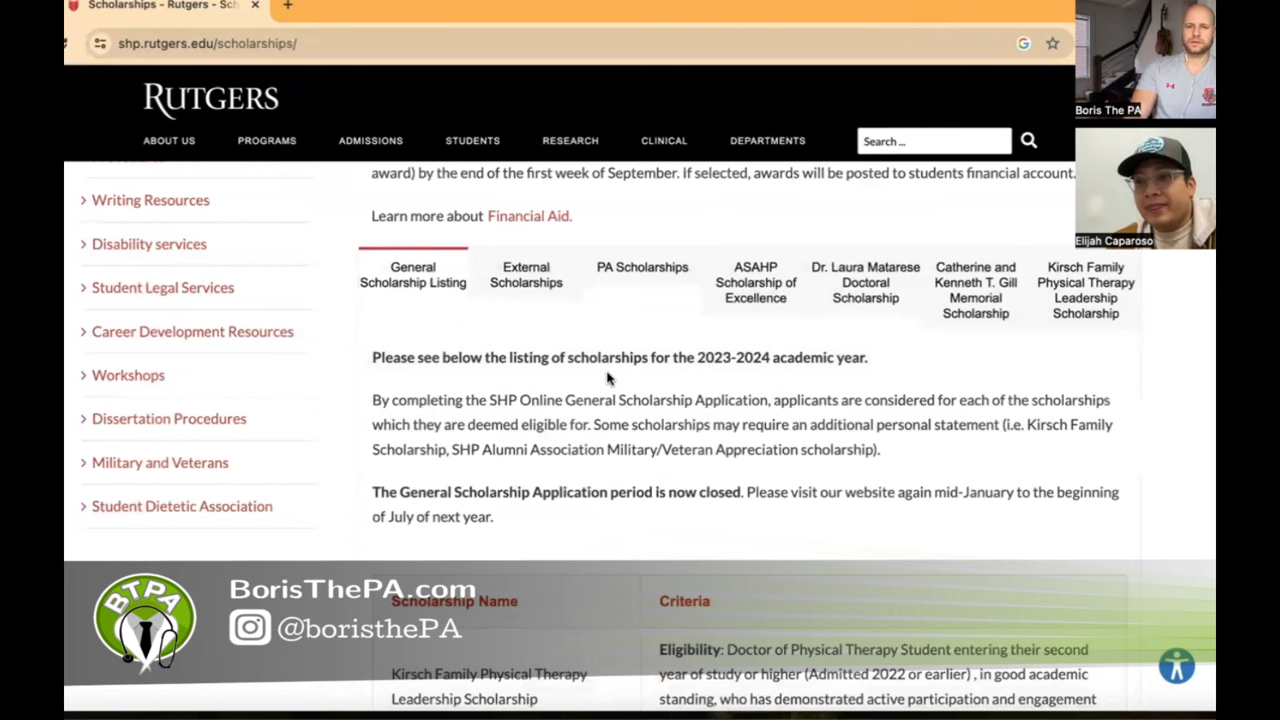 Scholarships - Rutgers - Sch
shp.rutgers.edu/scholarships/
RUTGERS
ABOUT US PROGRAMS ADMISSIONS STUDENTS RESEARCH CLINICAL DEPARTMENTS Search ...
Boris The PA
Elijah Caparoso
Writing Resources
Disability services
Student Legal Services
Career Development Resources
Workshops
Dissertation Procedures
Military and Veterans
Student Dietetic Association
award) by the end of the first week of September. If selected, awards will be posted to students financial account.
Learn more about Financial Aid.
General
Scholarship Listing
External
Scholarships
PA Scholarships
ASAHP
Scholarship of
Excellence
Dr. Laura Matarese
Doctoral
Scholarship
Catherine and
Kenneth T. Gill
Memorial
Scholarship
Kirsch Family
Physical Therapy
Leadership
Scholarship
Please see below the listing of scholarships for the 2023-2024 academic year.
By completing the SHP Online General Scholarship Application, applicants are considered for each of the scholarships
which they are deemed eligible for. Some scholarships may require an additional personal statement (i.e. Kirsch Family
Scholarship, SHP Alumni Association Military/Veteran Appreciation scholarship).
The General Scholarship Application period is now closed. Please visit our website again mid-January to the beginning
of July of next year.
Scholarship Name
Criteria
Kirsch Family Physical Therapy
Leadership Scholarship
Eligibility: Doctor of Physical Therapy Student entering their second
year of study or higher (Admitted 2022 or earlier) , in good academic
standing, who has demonstrated active participation and engagement
BTPA
BorisThePA.com
@boristhePA